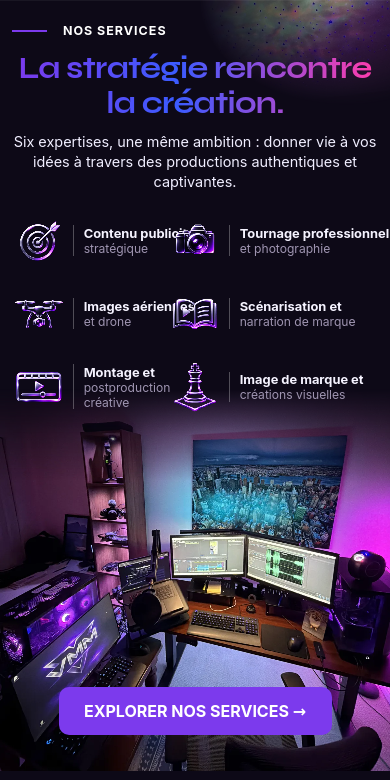 NOS SERVICES
La stratégie rencontre
la création.
Six expertises, une même ambition : donner vie à vos
idées à travers des productions authentiques et
captivantes.
Contenu
stratégique
Tournage professionnel
et photographie
Images
et drone
Scénarisation et
narration de marque
Montage et
postproduction
créative
Image de marque et
créations visuelles
EXPLORER NOS SERVICES →